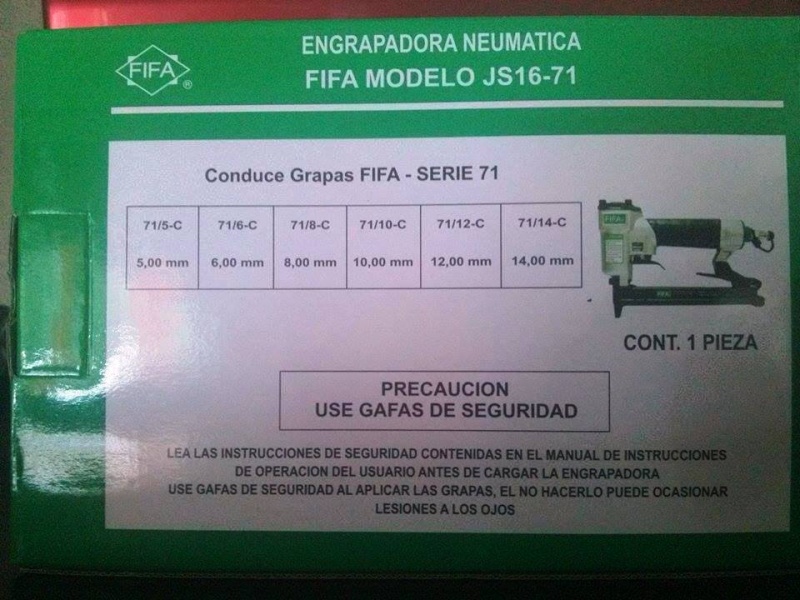 FIFA
®
ENGRAPADORA NEUMATICA
FIFA MODELO JS16-71
Conduce Grapas FIFA - SERIE 71
71/5-C 71/6-C 71/8-C 71/10-C 71/12-C 71/14-C
5,00 mm 6,00 mm 8,00 mm 10,00 mm 12,00 mm 14,00 mm
FIFA
FIFA
CONT. 1 PIEZA
PRECAUCION
USE GAFAS DE SEGURIDAD
LEA LAS INSTRUCCIONES DE SEGURIDAD CONTENIDAS EN EL MANUAL DE INSTRUCCIONES
DE OPERACION DEL USUARIO ANTES DE CARGAR LA ENGRAPADORA
USE GAFAS DE SEGURIDAD AL APLICAR LAS GRAPAS, EL NO HACERLO PUEDE OCASIONAR
LESIONES A LOS OJOS